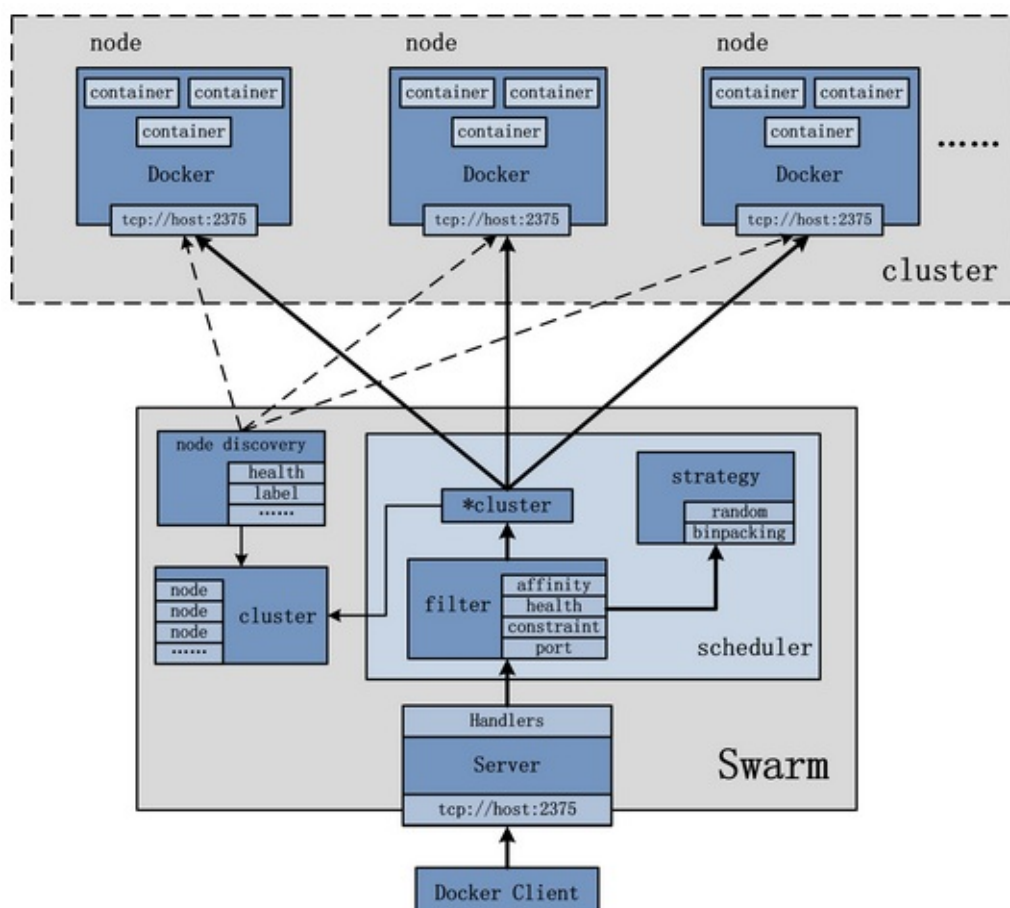 node
node
node
container
container
container
container
container
container
container
container
container
Docker
Docker
Docker
......
tcp://host:2375
tcp://host:2375
tcp://host:2375
cluster
node discovery
health
label
......
*cluster
strategy
random
binpacking
node
node
node
......
cluster
filter
affinity
health
constraint
port
scheduler
Handlers
Server
tcp://host:2375
Swarm
Docker Client